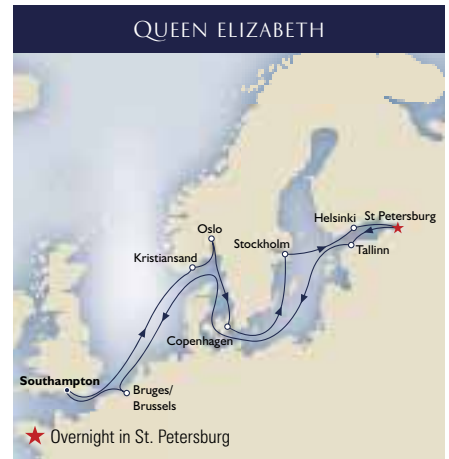 QUEEN ELIZABETH
Helsinki
St Petersburg
Oslo
Stockholm
Tallinn
Kristiansand
Copenhagen
Southampton
Bruges/
Brussels
Overnight in St. Petersburg